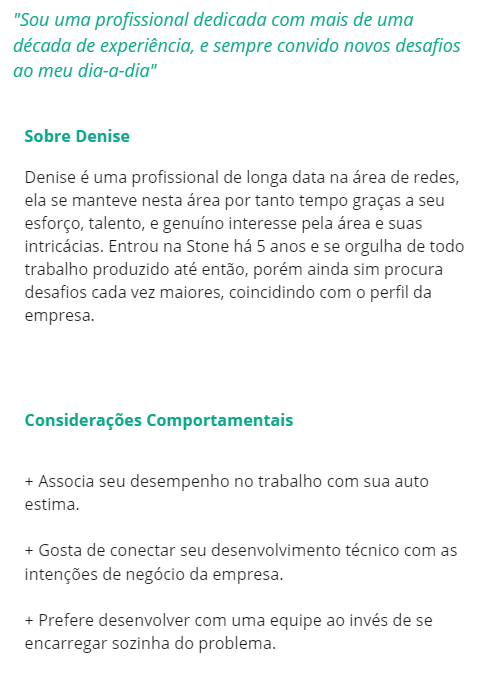 "Sou uma profissional dedicada com mais de uma
década de experiência, e sempre convido novos desafios
ao meu dia-a-dia"
Sobre Denise
Denise é uma profissional de longa data na área de redes,
ela se manteve nesta área por tanto tempo graças a seu
esforço, talento, e genuíno interesse pela área e suas
intricácias. Entrou na Stone há 5 anos e se orgulha de todo
trabalho produzido até então, porém ainda sim procura
desafios cada vez maiores, coincidindo com o perfil da
empresa.
Considerações Comportamentais
+ Associa seu desempenho no trabalho com sua auto
estima.
+ Gosta de conectar seu desenvolvimento técnico com as
intenções de negócio da empresa.
+ Prefere desenvolver com uma equipe ao invés de se
encarregar sozinha do problema.